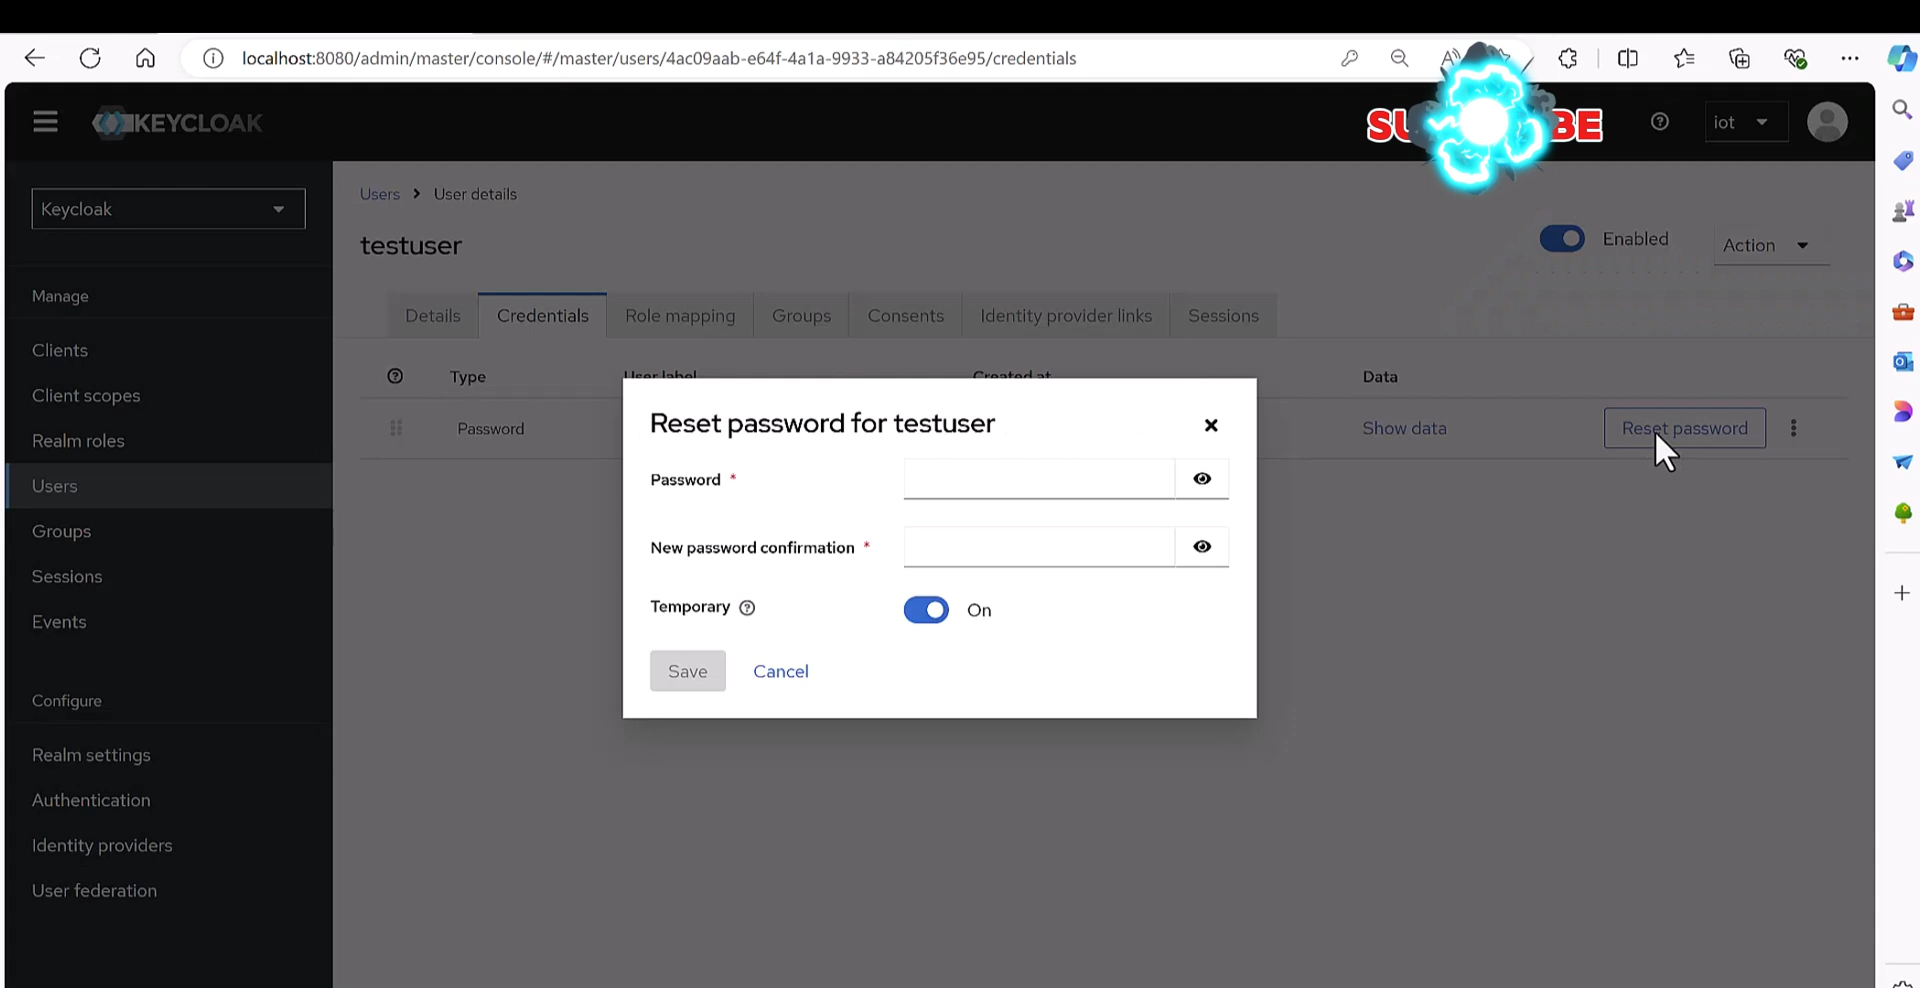 localhost:8080/admin/master/console/#/master/users/4ac09aab-e64f-4a1a-9933-a84205f36e95/credentials
KEYCLOAK
iot
Keycloak
Users
User details
testuser
Enabled
Action
Manage
Details
Credentials
Role mapping
Groups
Consents
Identity provider links
Sessions
Clients
Type
User label
Created at
Data
Client scopes
Password
Show data
Reset password
Realm roles
Users
Groups
Sessions
Events
Reset password for testuser
Password *
New password confirmation *
Temporary
On
Save
Cancel
Configure
Realm settings
Authentication
Identity providers
User federation